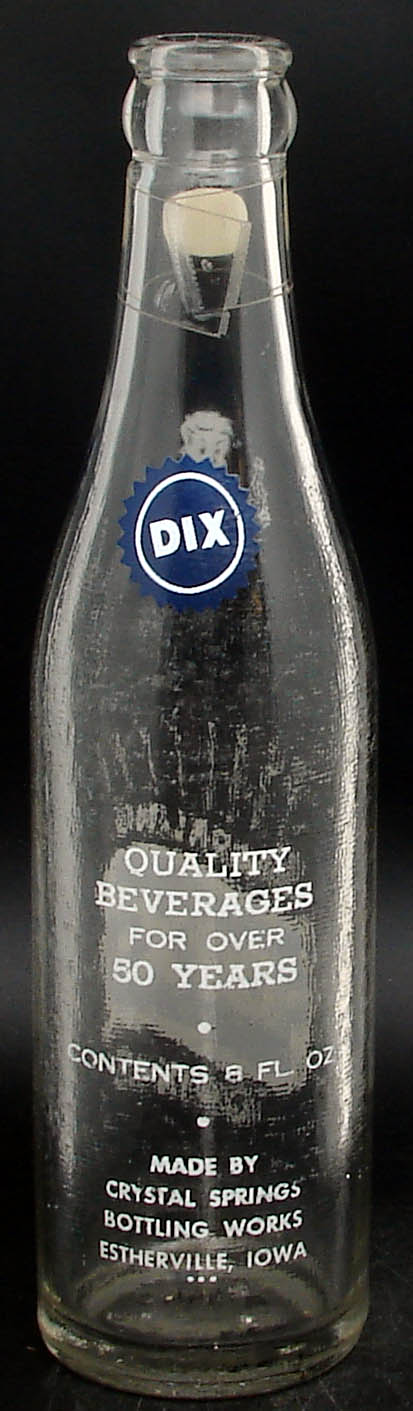 DIX
QUALITY
BEVERAGES
FOR OVER
50 YEARS
CONTENTS 8 FL. OZ.
MADE BY
CRYSTAL SPRINGS
BOTTLING WORKS
ESTHERVILLE, IOWA